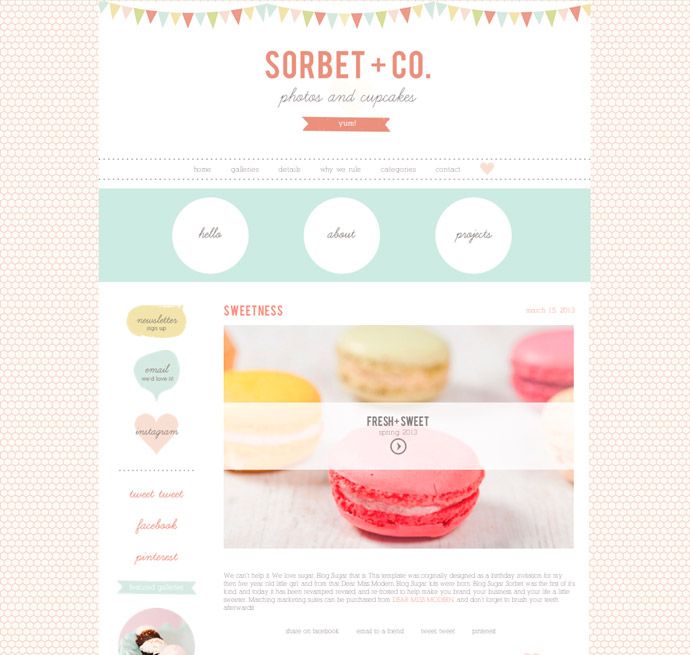 SORBET + CO.
photos and cupcakes
yum!
home galleries details why we rule categories contact
hello about projects
newsletter
sign up
email
we'd love it!
instagram
tweet tweet
facebook
pinterest
featured galleries
SWEETNESS march 15, 2013
FRESH + SWEET
spring 2013
We can't help it. We love sugar. Blog Sugar that is. This template was originally designed as a birthday invitation for my
then five year old little girl, and from that Dear Miss Modern Blog Sugar kits were born. Blog Sugar Sorbet was the first of it's
kind and today it has been revamped, revised, and re-frosted to help make you brand, your business and your life a little
sweeter. Matching marketing suites can be purchased from DEAR MISS MODERN and don't forget to brush your teeth
afterwards.
share on facebook email to a friend tweet tweet pinterest